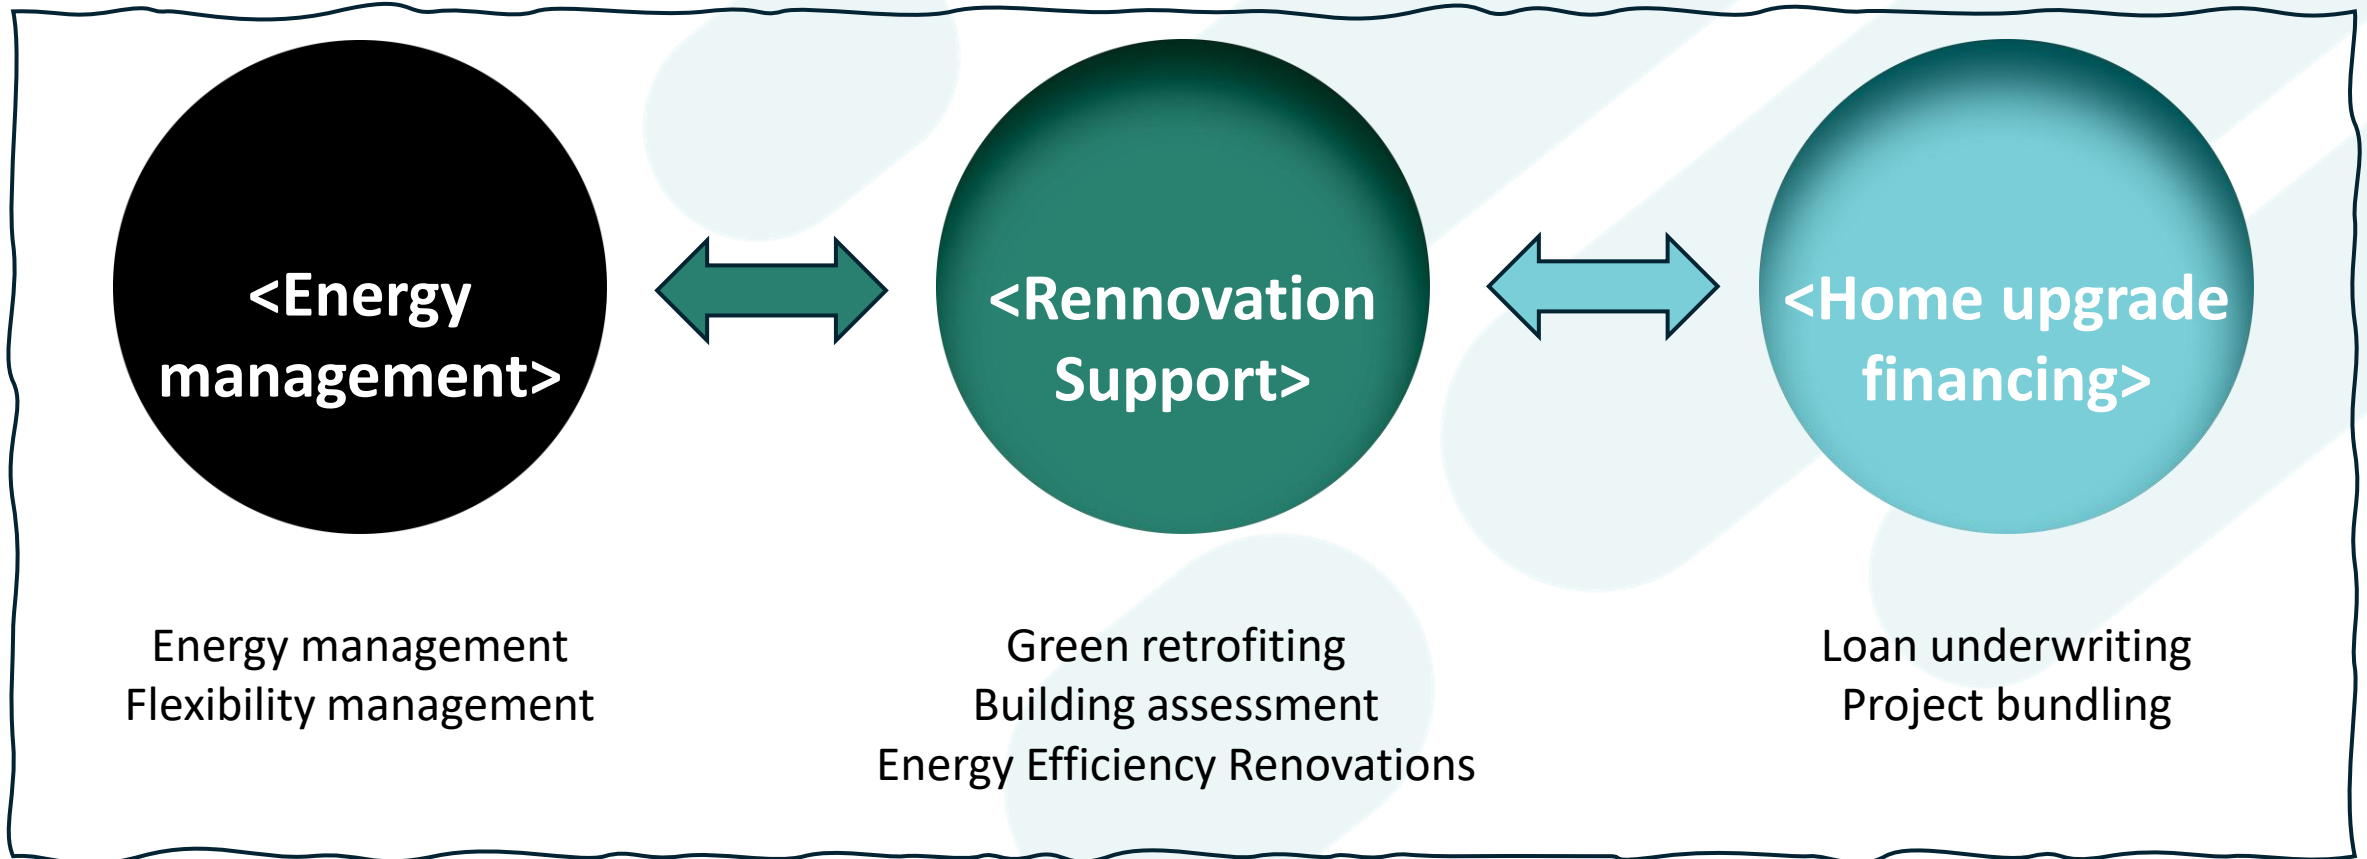 <Energy
management>
<Rennovation
Support>
<Home upgrade
financing>
Energy management
Flexibility management
Green retrofiting
Building assessment
Energy Efficiency Renovations
Loan underwriting
Project bundling